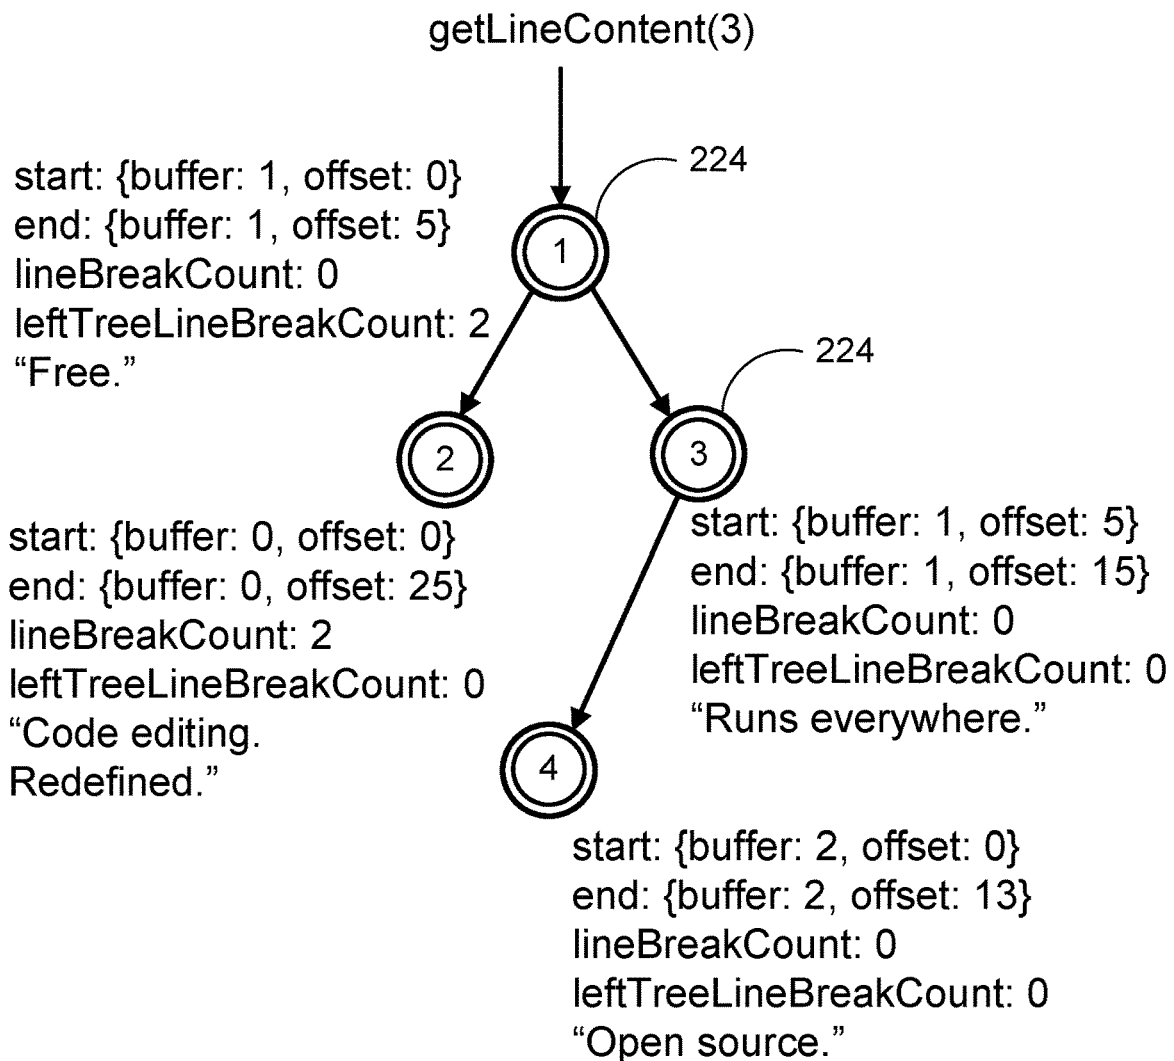 getLineContent(3)
224
start: {buffer: 1, offset: 0}
end: {buffer: 1, offset: 5}
lineBreakCount: 0
leftTreeLineBreakCount: 2
“Free.”
1
224
2
3
start: {buffer: 0, offset: 0}
end: {buffer: 0, offset: 25}
lineBreakCount: 2
leftTreeLineBreakCount: 0
“Code editing.
Redefined.”
start: {buffer: 1, offset: 5}
end: {buffer: 1, offset: 15}
lineBreakCount: 0
leftTreeLineBreakCount: 0
“Runs everywhere.”
4
start: {buffer: 2, offset: 0}
end: {buffer: 2, offset: 13}
lineBreakCount: 0
leftTreeLineBreakCount: 0
“Open source.”